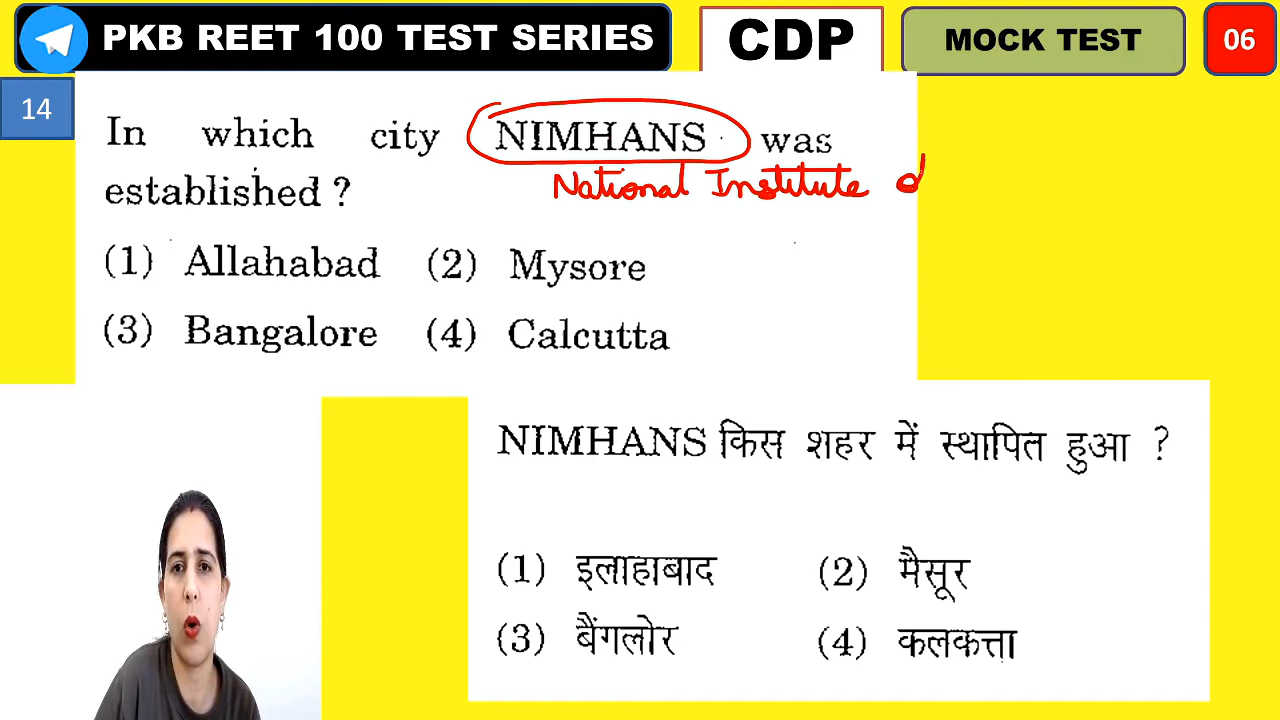 PKB REET 100 TEST SERIES
CDP
MOCK TEST
06
14
In which city NIMHANS was
National Institute
established ?
(1) Allahabad (2) Mysore
(3) Bangalore (4) Calcutta
NIMHANS किस शहर में स्थापित हुआ ?
(1) इलाहाबाद (2) मैसूर
(3) बैंगलोर (4) कलकत्ता